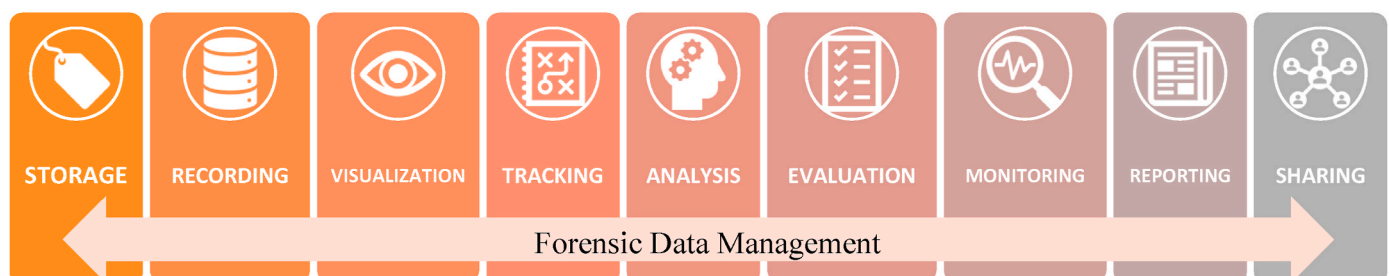 STORAGE
RECORDING
VISUALIZATION
TRACKING
ANALYSIS
EVALUATION
MONITORING
REPORTING
SHARING
Forensic Data Management